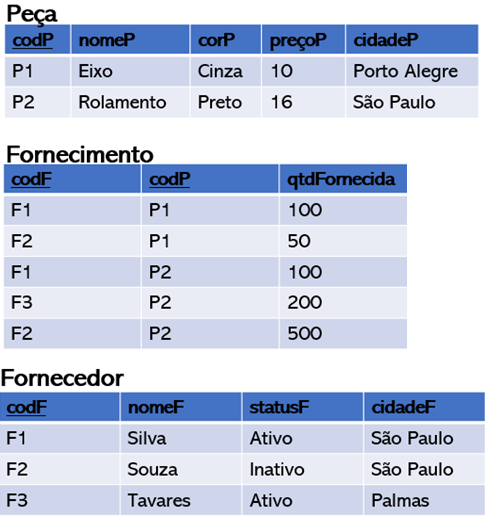 Peça
codP nomeP corP preçoP cidadeP
P1 Eixo Cinza 10 Porto Alegre
P2 Rolamento Preto 16 São Paulo
Fornecimento
codF codP qtdFornecida
F1 P1 100
F2 P1 50
F1 P2 100
F3 P2 200
F2 P2 500
Fornecedor
codF nomeF statusF cidadeF
F1 Silva Ativo São Paulo
F2 Souza Inativo São Paulo
F3 Tavares Ativo Palmas